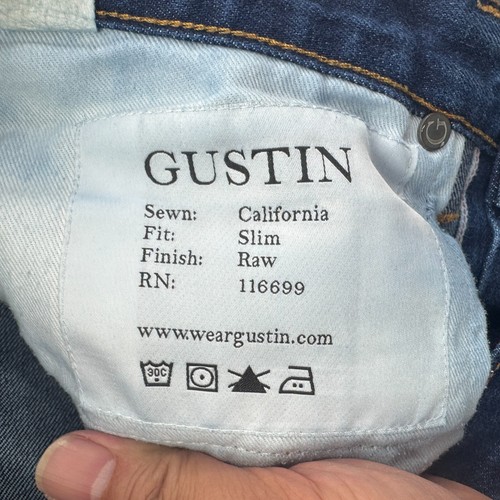 GUSTIN
Sewn: California
Fit: Slim
Finish: Raw
RN: 116699
www.weargustin.com
30C